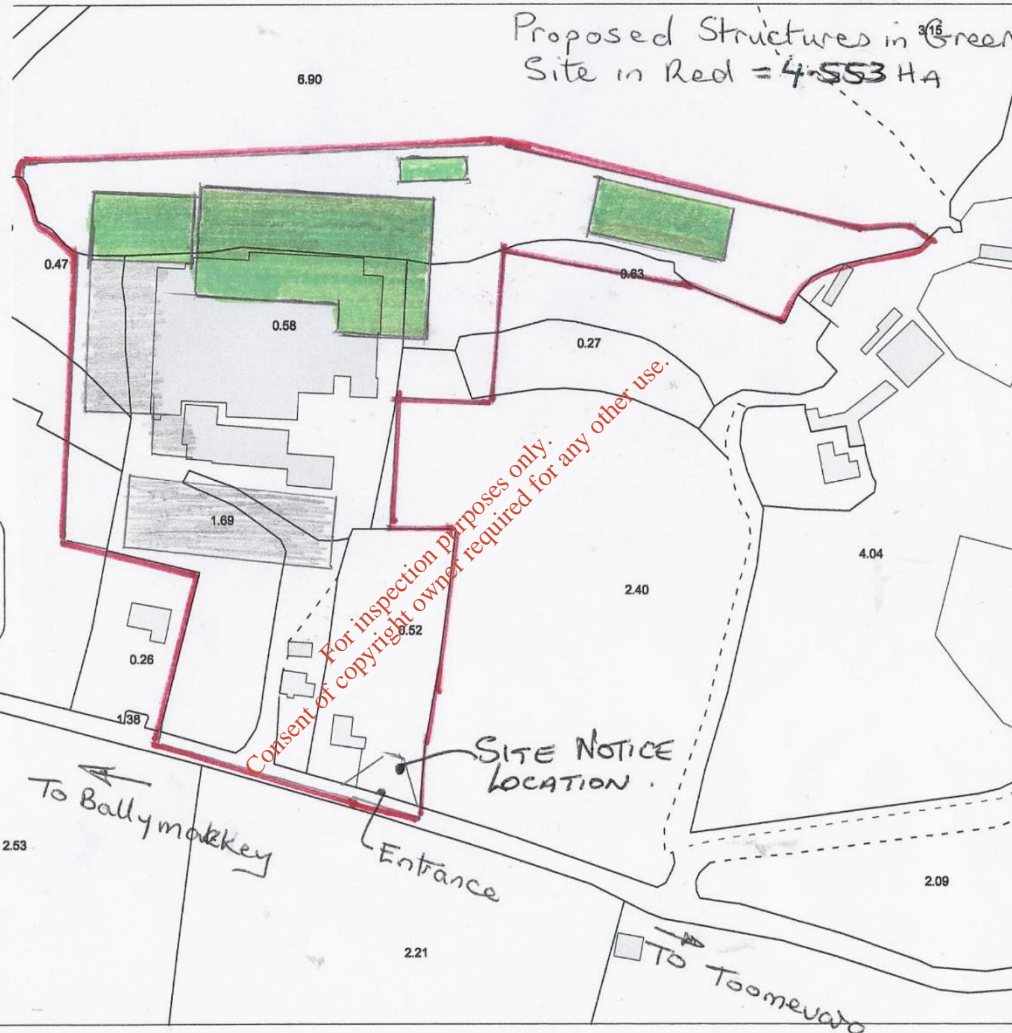 Proposed Structures in Green
Site in Red = 4.553 HA
3.15
6.90
0.47
0.63
0.58
0.27
1.69
4.04
2.40
0.52
0.26
1.38
For inspection purposes only.
Consent of copyright owner required for any other use.
SITE NOTICE
LOCATION.
To Ballymakkey
Entrance
2.53
2.09
2.21
To Toomevara